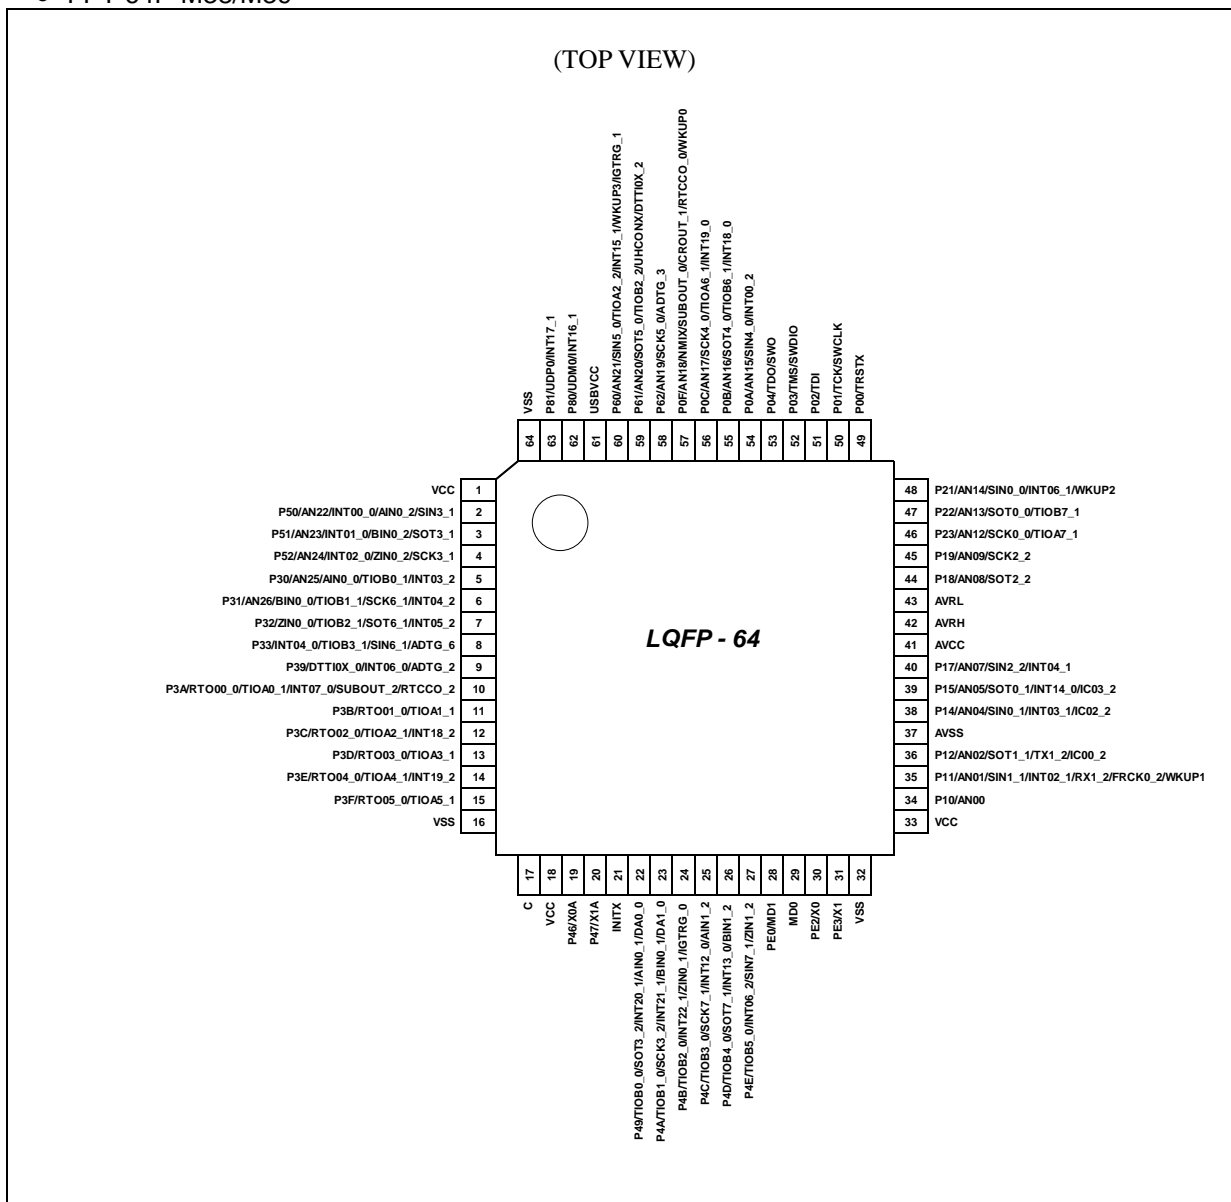 (TOP VIEW)
VSS
P81/UDP0/INT17_1
P80/UDM0/INT16_1
USBVCC
P60/AN21/SIN5_0/TIOA2_2/INT15_1/WKUP3/IGTRG_1
P61/AN20/SOT5_0/TIOB2_2/UHCONX/DTTI0X_2
P62/AN19/SCK5_0/ADTG_3
P0F/AN18/NMIX/SUBOUT_0/CROUT_1/RTCCO_0/WKUP0
P0C/AN17/SCK4_0/TIOA6_1/INT19_0
P0B/AN16/SOT4_0/TIOB6_1/INT18_0
P0A/AN15/SIN4_0/INT00_2
P04/TDO/SWO
P03/TMS/SWDIO
P02/TDI
P01/TCK/SWCLK
P00/TRSTX
64 63 62 61 60 59 58 57 56 55 54 53 52 51 50 49
VCC 1
P50/AN22/INT00_0/AIN0_2/SIN3_1 2
P51/AN23/INT01_0/BIN0_2/SOT3_1 3
P52/AN24/INT02_0/ZIN0_2/SCK3_1 4
P30/AN25/AIN0_0/TIOB0_1/INT03_2 5
P31/AN26/BIN0_0/TIOB1_1/SCK6_1/INT04_2 6
P32/ZIN0_0/TIOB2_1/SOT6_1/INT05_2 7
P33/INT04_0/TIOB3_1/SIN6_1/ADTG_6 8
P39/DTTI0X_0/INT06_0/ADTG_2 9
P3A/RTO00_0/TIOA0_1/INT07_0/SUBOUT_2/RTCCO_2 10
P3B/RTO01_0/TIOA1_1 11
P3C/RTO02_0/TIOA2_1/INT18_2 12
P3D/RTO03_0/TIOA3_1 13
P3E/RTO04_0/TIOA4_1/INT19_2 14
P3F/RTO05_0/TIOA5_1 15
VSS 16
LQFP - 64
48 P21/AN14/SIN0_0/INT06_1/WKUP2
47 P22/AN13/SOT0_0/TIOB7_1
46 P23/AN12/SCK0_0/TIOA7_1
45 P19/AN09/SCK2_2
44 P18/AN08/SOT2_2
43 AVRL
42 AVRH
41 AVCC
40 P17/AN07/SIN2_2/INT04_1
39 P15/AN05/SOT0_1/INT14_0/IC03_2
38 P14/AN04/SIN0_1/INT03_1/IC02_2
37 AVSS
36 P12/AN02/SOT1_1/TX1_2/IC00_2
35 P11/AN01/SIN1_1/INT02_1/RX1_2/FRCK0_2/WKUP1
34 P10/AN00
33 VCC
17 18 19 20 21 22 23 24 25 26 27 28 29 30 31 32
C
VCC
P46/X0A
P47/X1A
INITX
P49/TIOB0_0/SOT3_2/INT20_1/AIN0_1/DA0_0
P4A/TIOB1_0/SCK3_2/INT21_1/BIN0_1/DA1_0
P4B/TIOB2_0/INT22_1/ZIN0_1/IGTRG_0
P4C/TIOB3_0/SCK7_1/INT12_0/AIN1_2
P4D/TIOB4_0/SOT7_1/INT13_0/BIN1_2
P4E/TIOB5_0/INT06_2/SIN7_1/ZIN1_2
PE0/MD1
MD0
PE2/X0
PE3/X1
VSS